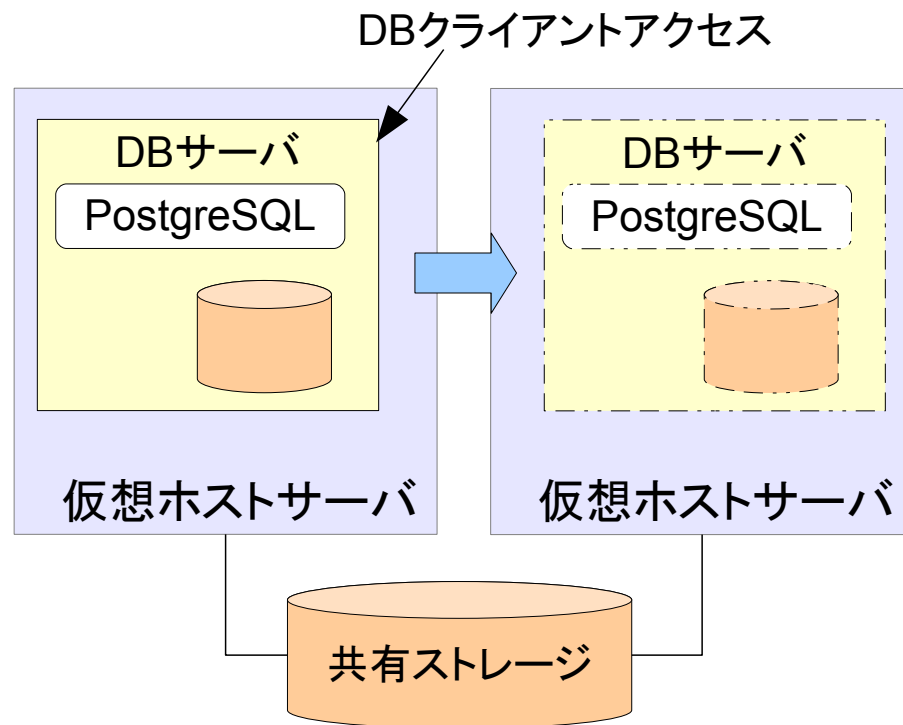 DBクライアントアクセス
DBサーバ
PostgreSQL
仮想ホストサーバ
DBサーバ
PostgreSQL
仮想ホストサーバ
共有ストレージ